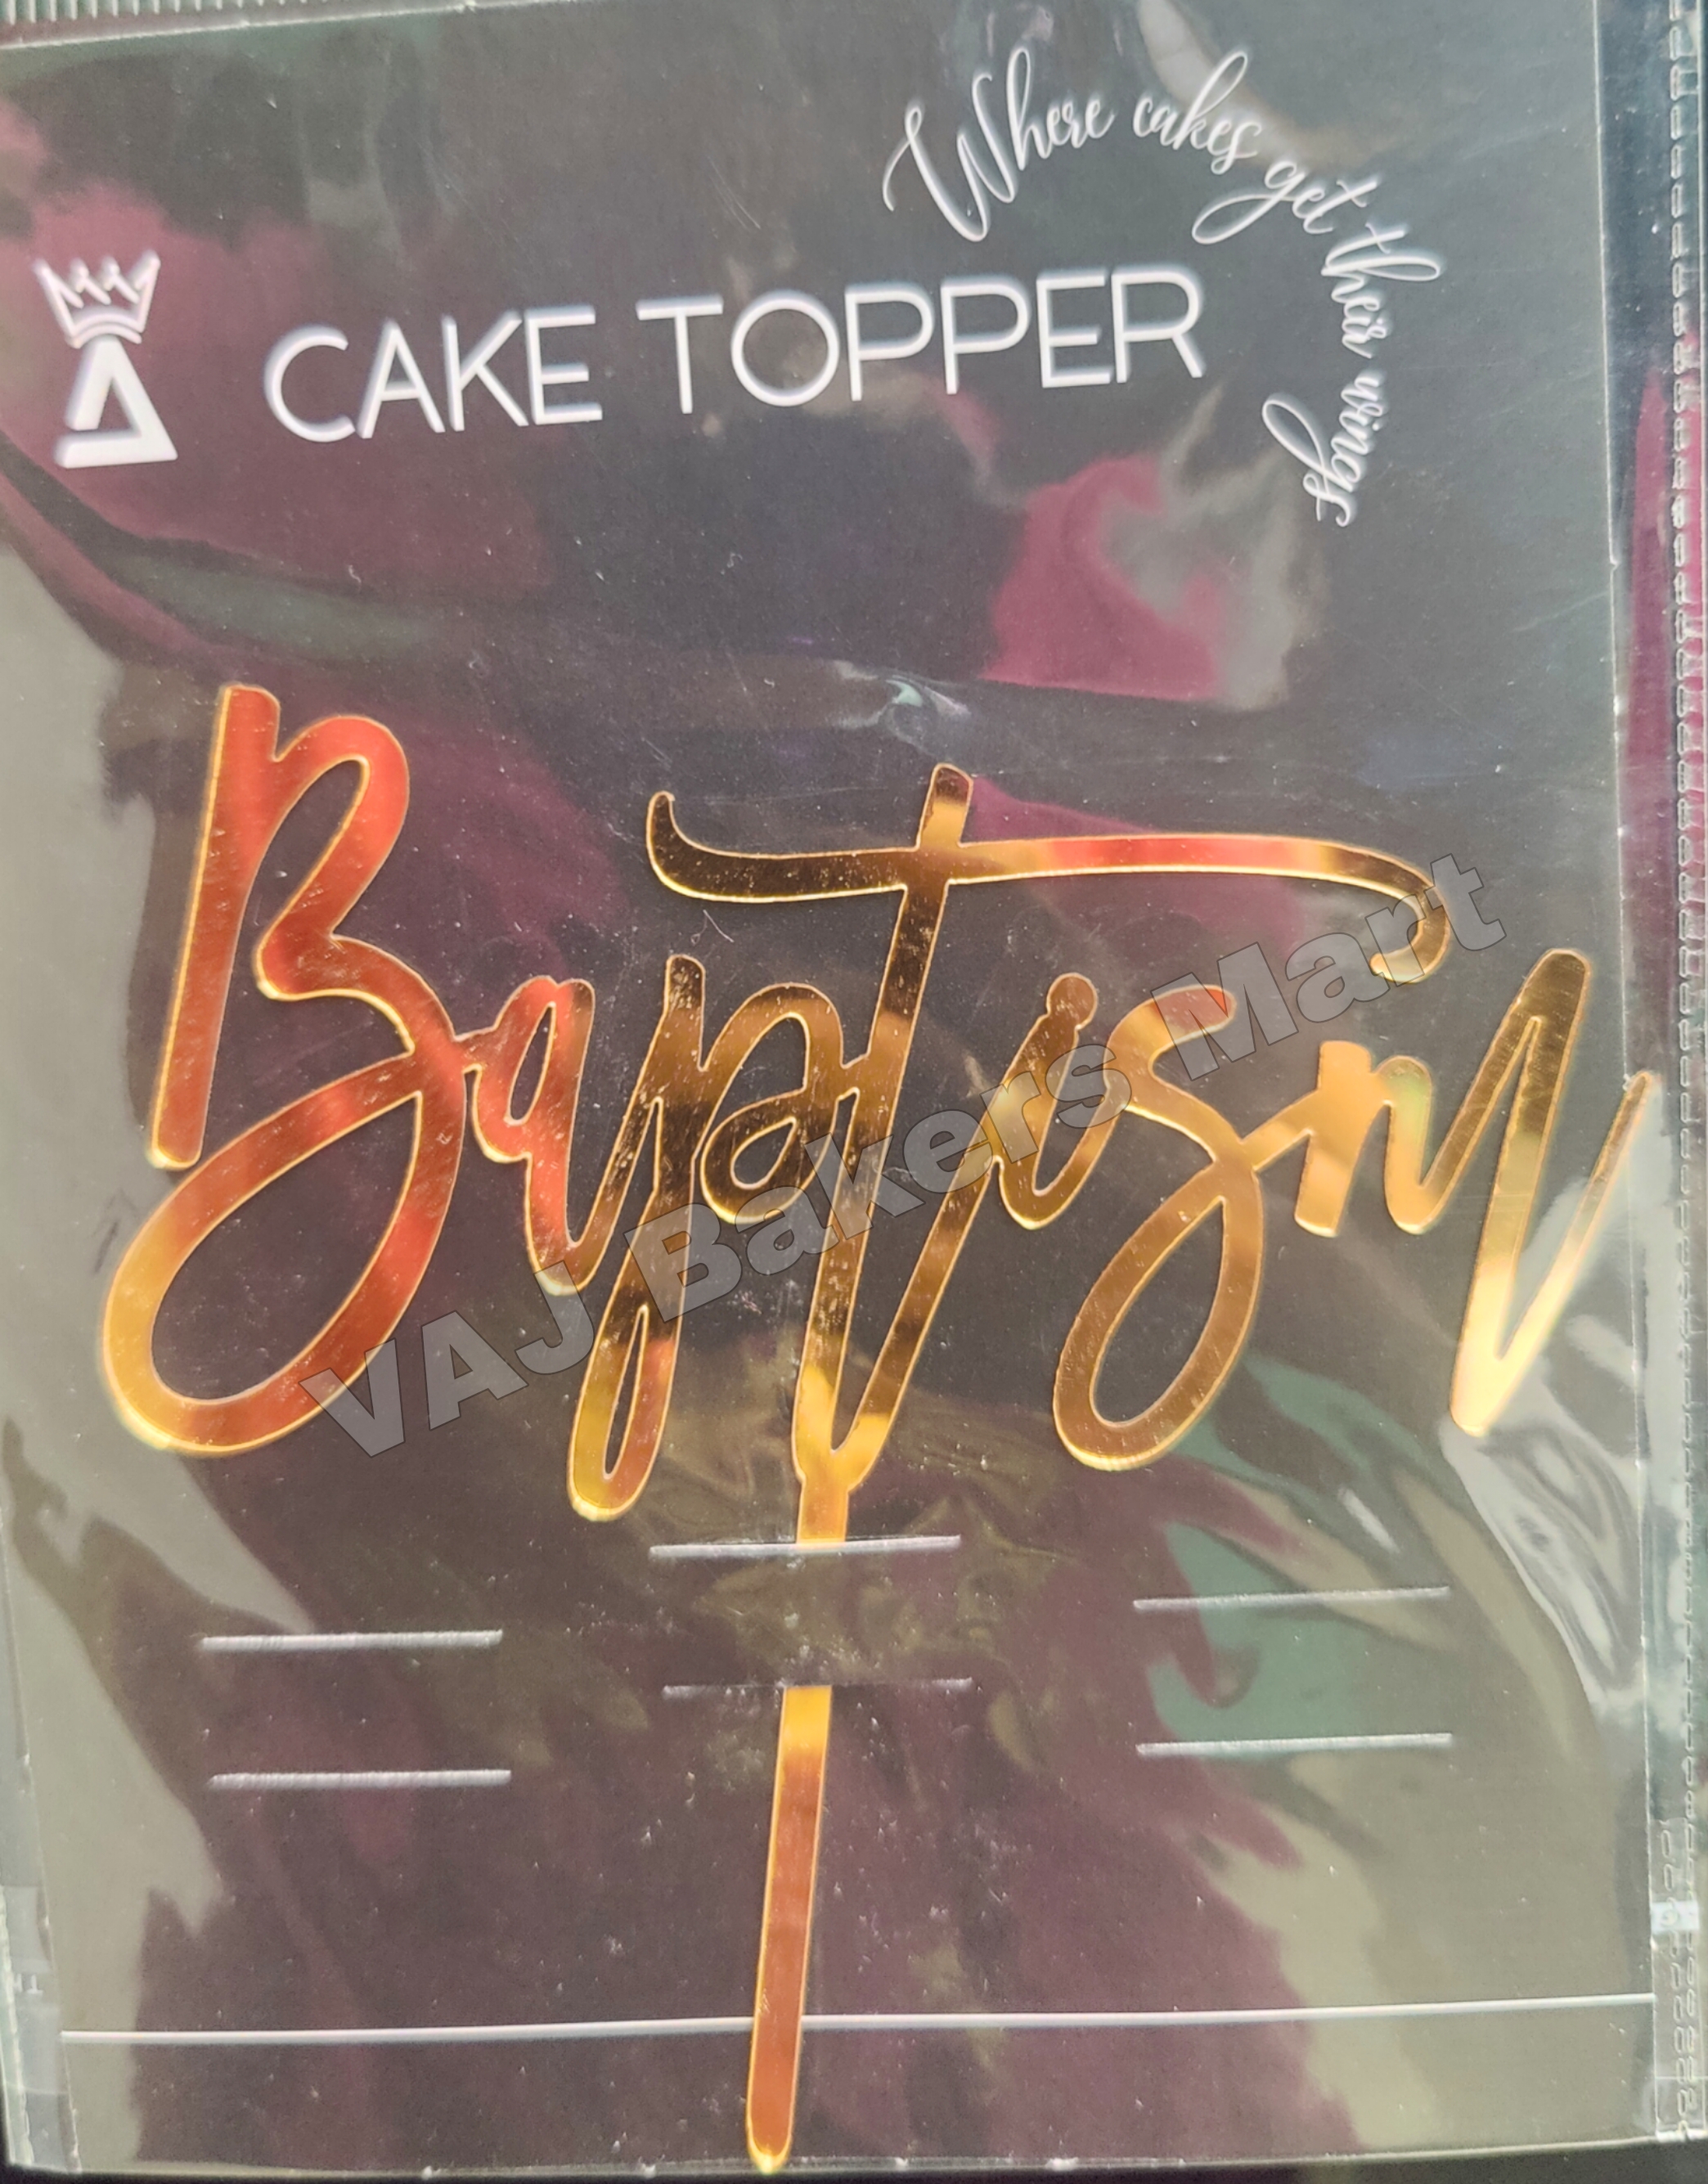 Where cakes get their wings
CAKE TOPPER
Baptism
VAJ Bakers Mart